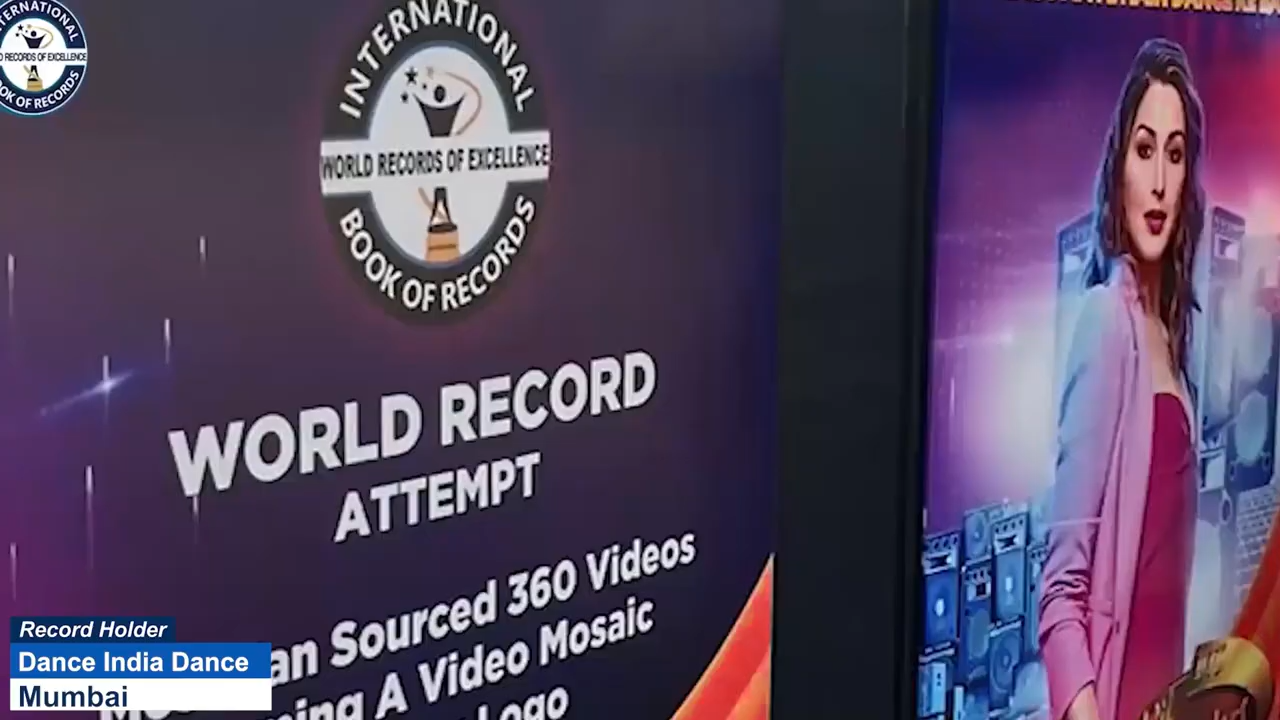 INTERNATIONAL
RECORDS OF EXCELLENCE
BOOK OF RECORDS
INTERNATIONAL
WORLD RECORDS OF EXCELLENCE
BOOK OF RECORDS
WORLD RECORD
ATTEMPT
Sourced 360 Videos
A Video Mosaic
Logo
Record Holder
Dance India Dance
Mumbai